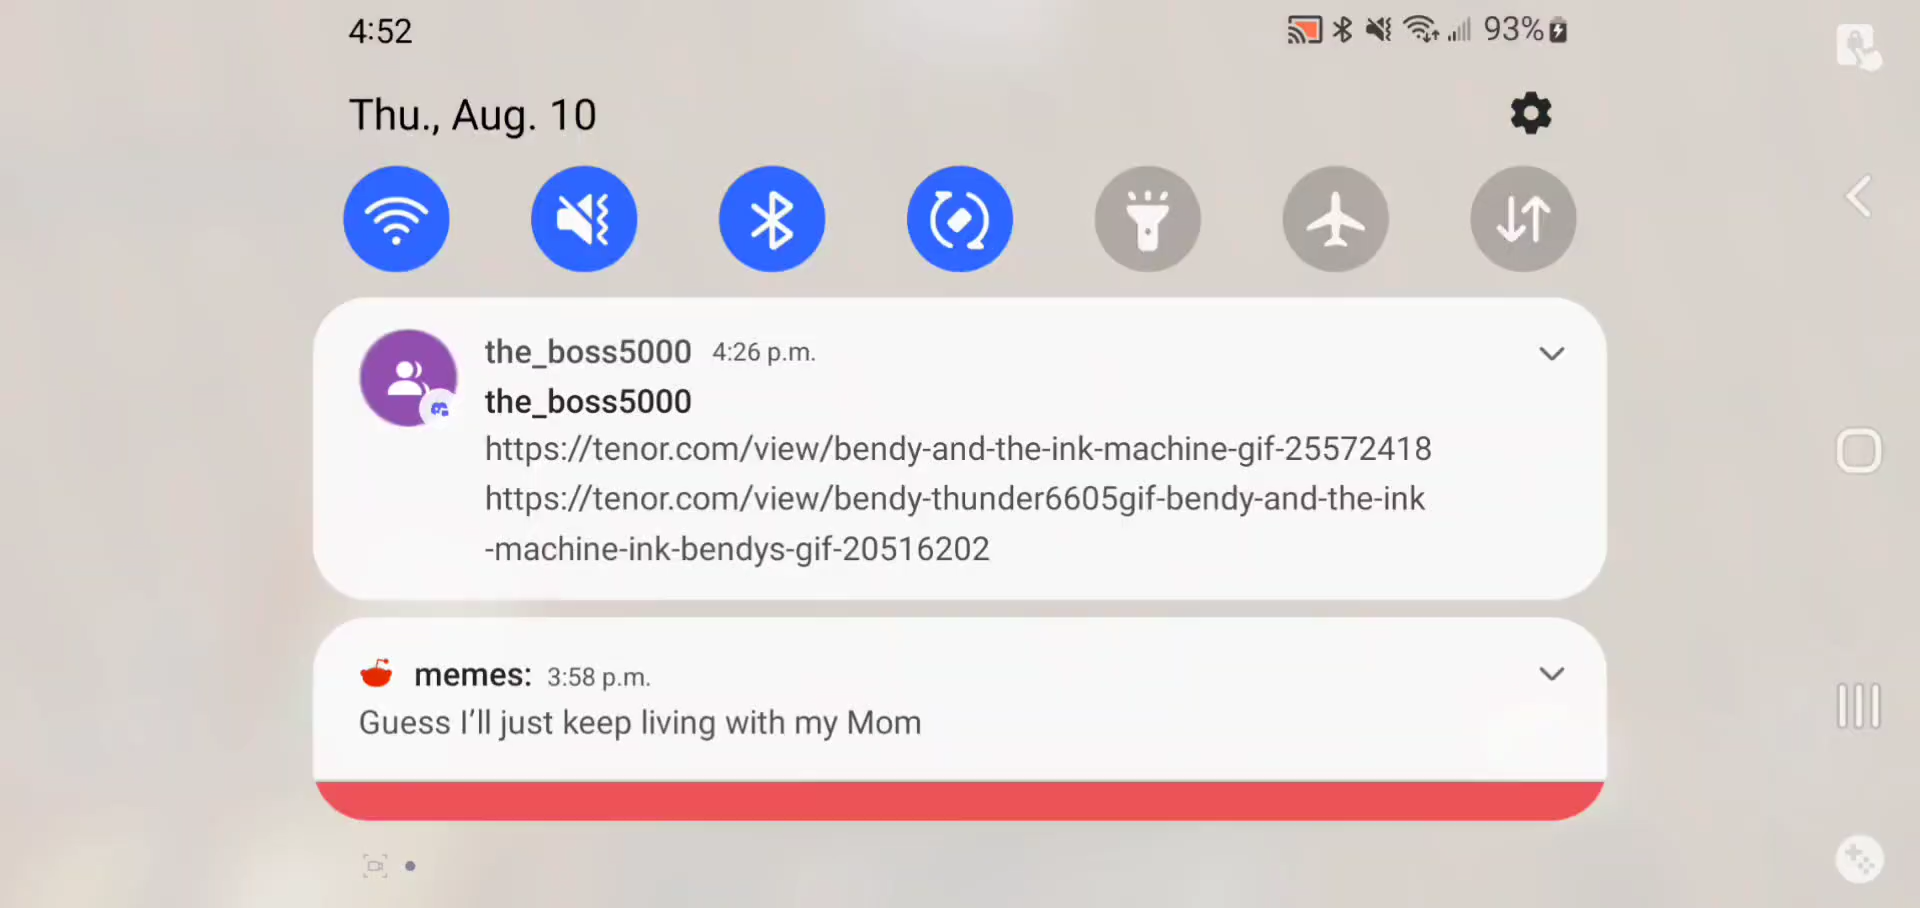 4:52
93%
Thu., Aug. 10
the_boss5000 4:26 p.m.
the_boss5000
https://tenor.com/view/bendy-and-the-ink-machine-gif-25572418
https://tenor.com/view/bendy-thunder6605gif-bendy-and-the-ink
-machine-ink-bendys-gif-20516202
memes: 3:58 p.m.
Guess I’ll just keep living with my Mom